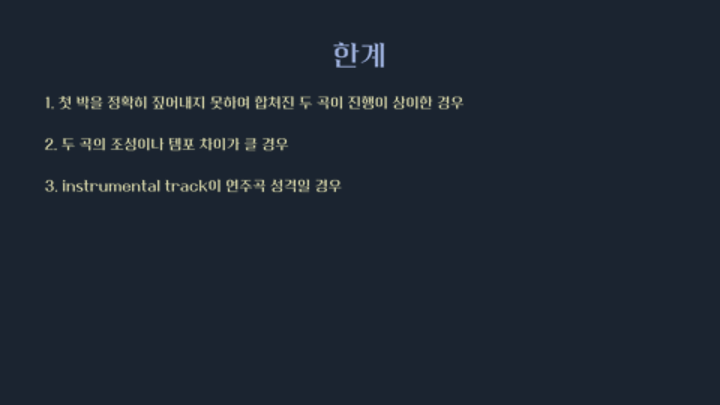 한계
1. 첫 박을 정확히 짚어내지 못하여 합쳐진 두 곡이 진행이 상이한 경우
2. 두 곡의 조성이나 템포 차이가 클 경우
3. instrumental track이 연주곡 성격일 경우